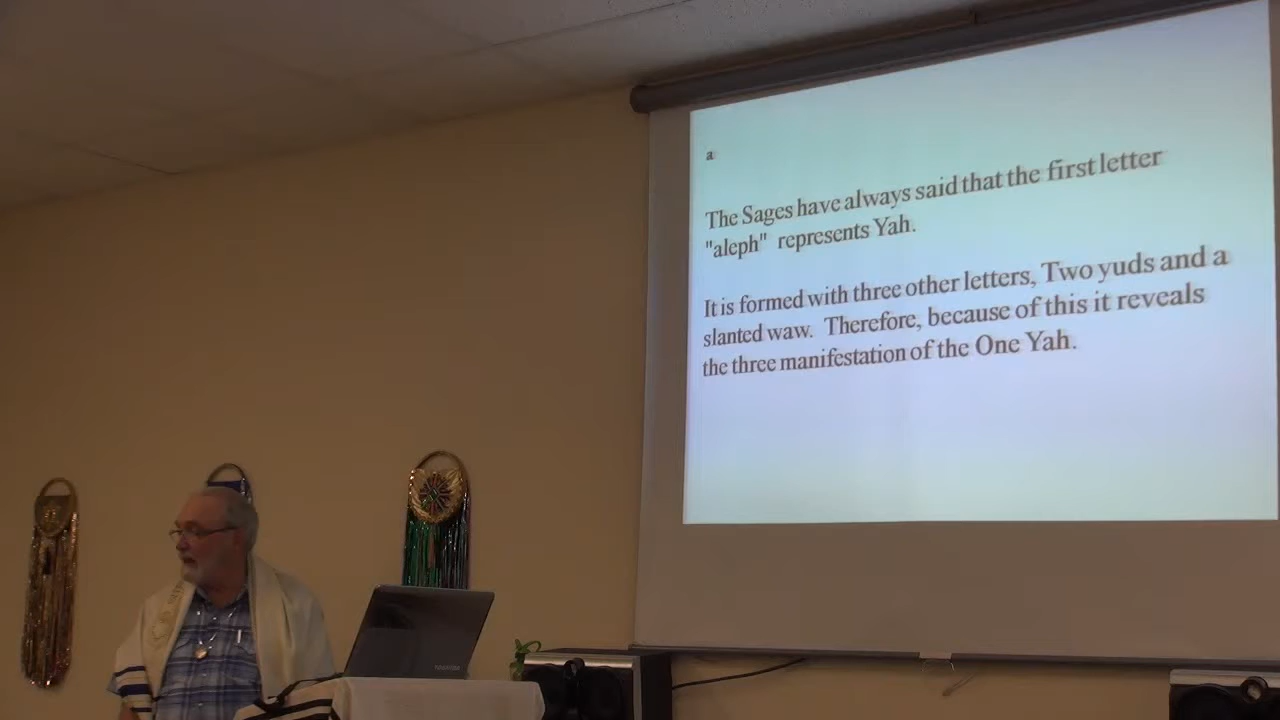 a
The Sages have always said that the first letter
"aleph" represents Yah.
It is formed with three other letters, Two yuds and a
slanted waw. Therefore, because of this it reveals
the three manifestation of the One Yah.
TOSHIBA